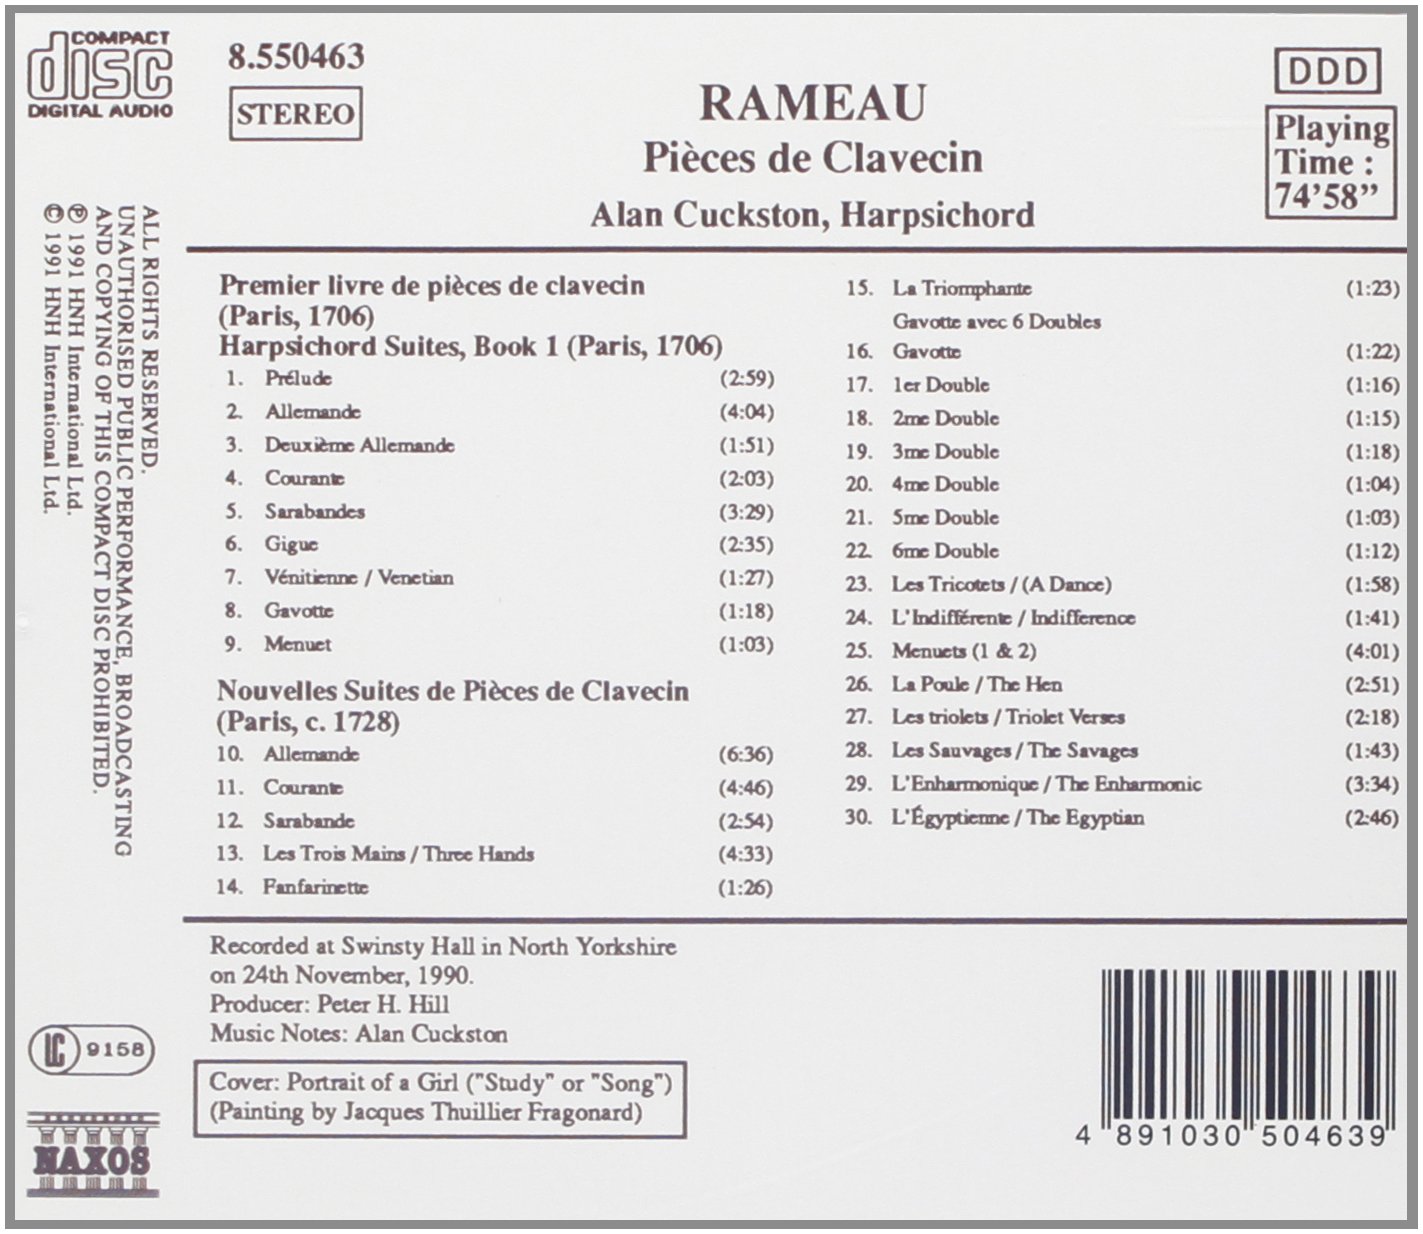 COMPACT
disc
DIGITAL AUDIO
8.550463
STEREO
RAMEAU
Pièces de Clavecin
Alan Cuckston, Harpsichord
DDD
Playing
Time :
74’58”
ALL RIGHTS RESERVED.
UNAUTHORISED PUBLIC PERFORMANCE, BROADCASTING
AND COPYING OF THIS COMPACT DISC PROHIBITED.
℗ 1991 HNH International Ltd.
© 1991 HNH International Ltd.
Premier livre de pièces de clavecin
(Paris, 1706)
Harpsichord Suites, Book 1 (Paris, 1706)
1. Prélude (2:59)
2. Allemande (4:04)
3. Deuxième Allemande (1:51)
4. Courante (2:03)
5. Sarabandes (3:29)
6. Gigue (2:35)
7. Vénitienne / Venetian (1:27)
8. Gavotte (1:18)
9. Menuet (1:03)
Nouvelles Suites de Pièces de Clavecin
(Paris, c. 1728)
10. Allemande (6:36)
11. Courante (4:46)
12. Sarabande (2:54)
13. Les Trois Mains / Three Hands (4:33)
14. Fanfarinette (1:26)
15. La Triomphante (1:23)
Gavotte avec 6 Doubles
16. Gavotte (1:22)
17. 1er Double (1:16)
18. 2me Double (1:15)
19. 3me Double (1:18)
20. 4me Double (1:04)
21. 5me Double (1:03)
22. 6me Double (1:12)
23. Les Tricotets / (A Dance) (1:58)
24. L'Indifférente / Indifference (1:41)
25. Menuets (1 & 2) (4:01)
26. La Poule / The Hen (2:51)
27. Les triolets / Triolet Verses (2:18)
28. Les Sauvages / The Savages (1:43)
29. L'Enharmonique / The Enharmonic (3:34)
30. L'Égyptienne / The Egyptian (2:46)
Recorded at Swinsty Hall in North Yorkshire
on 24th November, 1990.
Producer: Peter H. Hill
Music Notes: Alan Cuckston
Cover: Portrait of a Girl ("Study" or "Song")
(Painting by Jacques Thuillier Fragonard)
LC 9158
NAXOS
4 891030 504639